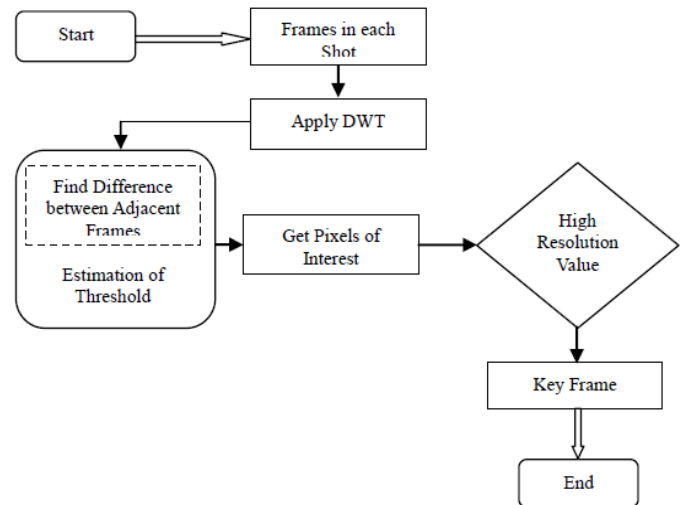 Start
Frames in each
Shot
Apply DWT
Find Difference
between Adjacent
Frames
Estimation of
Threshold
Get Pixels of
Interest
High
Resolution
Value
Key Frame
End